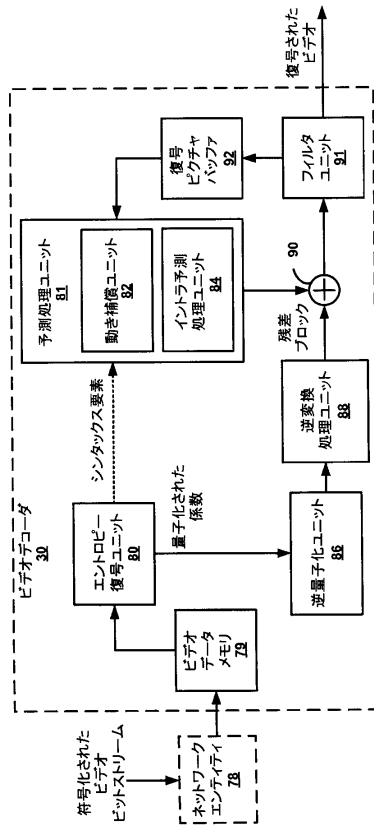 符号化された
ビデオ
ビットストリーム
ネットワーク
エンティティ
78
ビデオデコーダ
30
ビデオ
データ
メモリ
79
エントロピー
復号ユニット
80
シンタックス要素
量子化された
係数
予測処理ユニット
81
動き補償ユニット
82
イントラ予測
処理ユニット
84
逆量子化ユニット
86
逆変換
処理ユニット
88
残差
ブロック
90
復号
ピクチャ
バッファ
92
フィルタ
ユニット
91
復号された
ビデオ